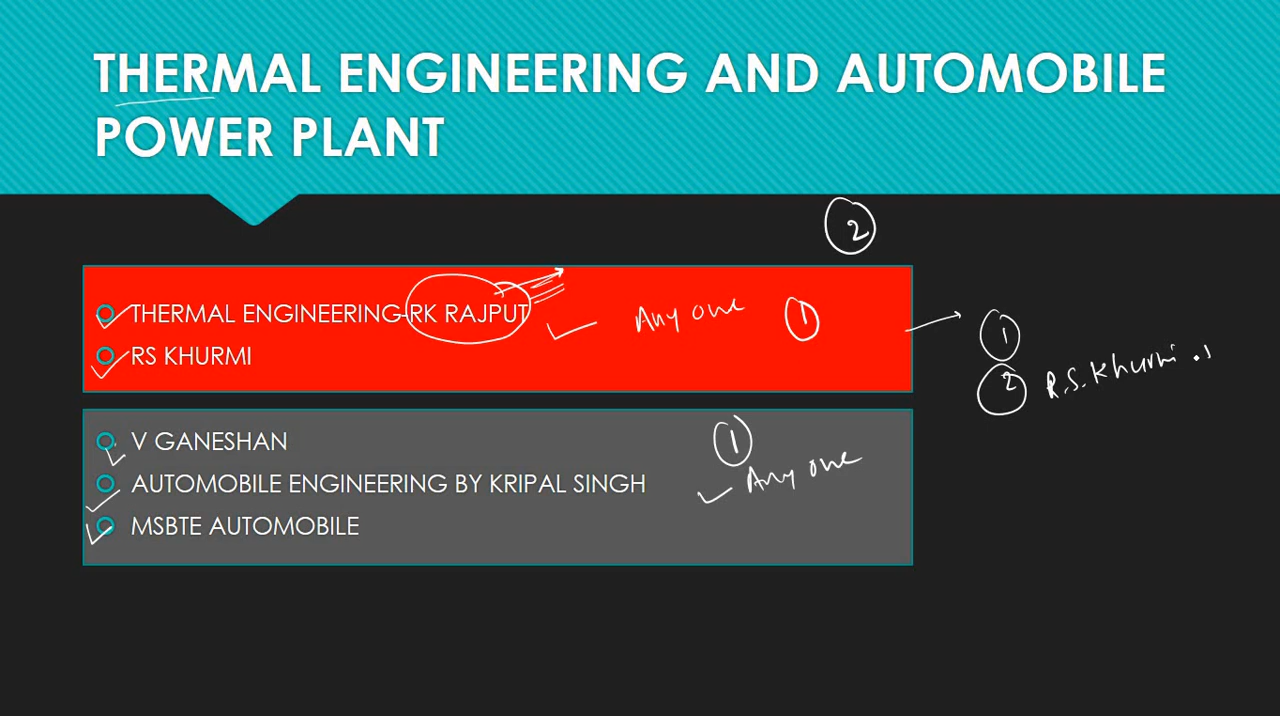 THERMAL ENGINEERING AND AUTOMOBILE
POWER PLANT
2
THERMAL ENGINEERING-RK RAJPUT
Any one 1
RS KHURMI
1
2 R.S. Khurmi
V GANESHAN
1
AUTOMOBILE ENGINEERING BY KRIPAL SINGH
Any one
MSBTE AUTOMOBILE